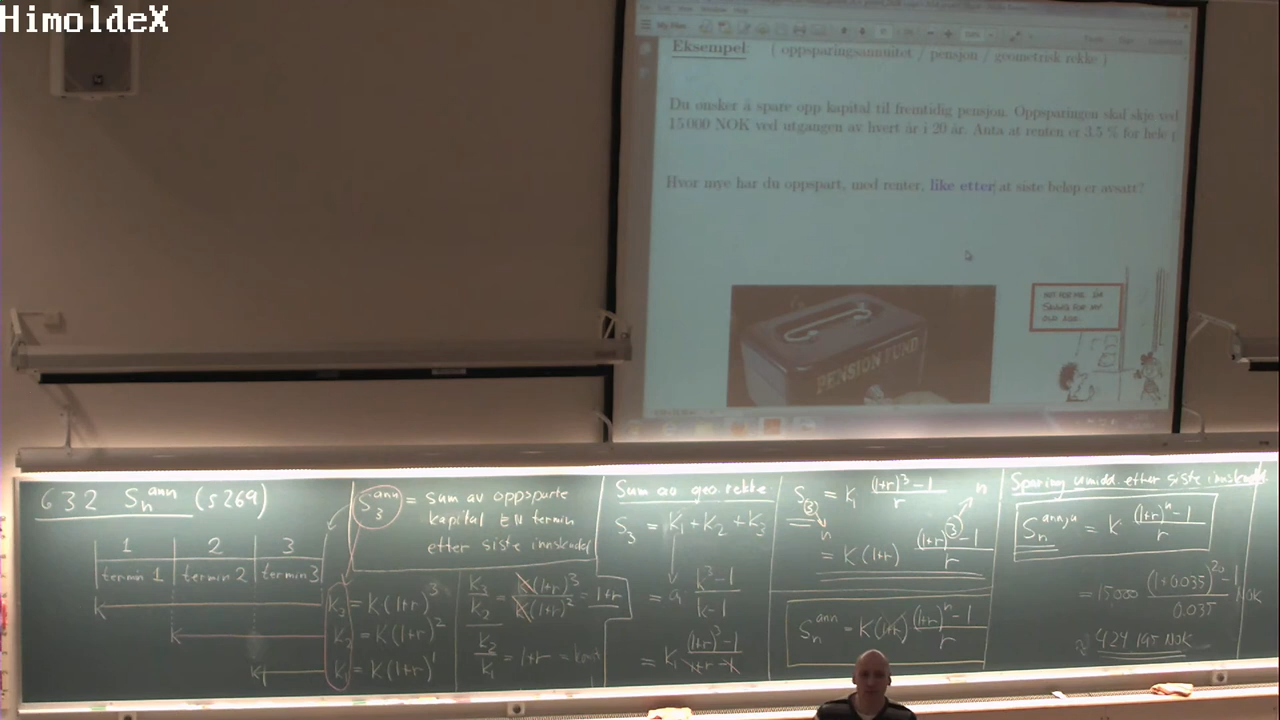 HimoldeX
Eksempel ( oppsparingsannuitet / pensjon / geometrisk rekke )
Du ønsker å spare opp kapital til fremtidig pensjon. Oppsparingen skal skje ved
15 000 NOK ved utgangen av hvert år i 20 år. Anta at renten er 3.5 % for hele
Hvor mye har du oppspart, med renter, like etter at siste beløp er avsatt?
PENSION FUND
6 3 2 S_n^ann (s 269)
1 2 3
termin 1 termin 2 termin 3
K
K
K
S_3^ann = sum av oppsparte
kapital EN termin
etter siste innskudd
K_3 = K(1+r)^3
K_2 = K(1+r)^2
K_1 = K(1+r)^1
K_3/K_2 = K(1+r)^3 / K(1+r)^2 = 1+r
K_2/K_1 = 1+r = konst
Sum av geo. rekke
S_3 = K_1 + K_2 + K_3
= a_1 (k^3-1)/(k-1)
= K_1 ((1+r)^3-1)/(1+r-1)
S_3 = K_1 ((1+r)^3-1)/r
n n
= K(1+r) ((1+r)^3-1)/r
S_n^ann = K(1+r) ((1+r)^n-1)/r
Sparing umidd. etter siste innskudd
= K ((1+r)^n-1)/r
= 15000 ((1+0.035)^20-1)/0.035 NOK
≈ 424 195 NOK